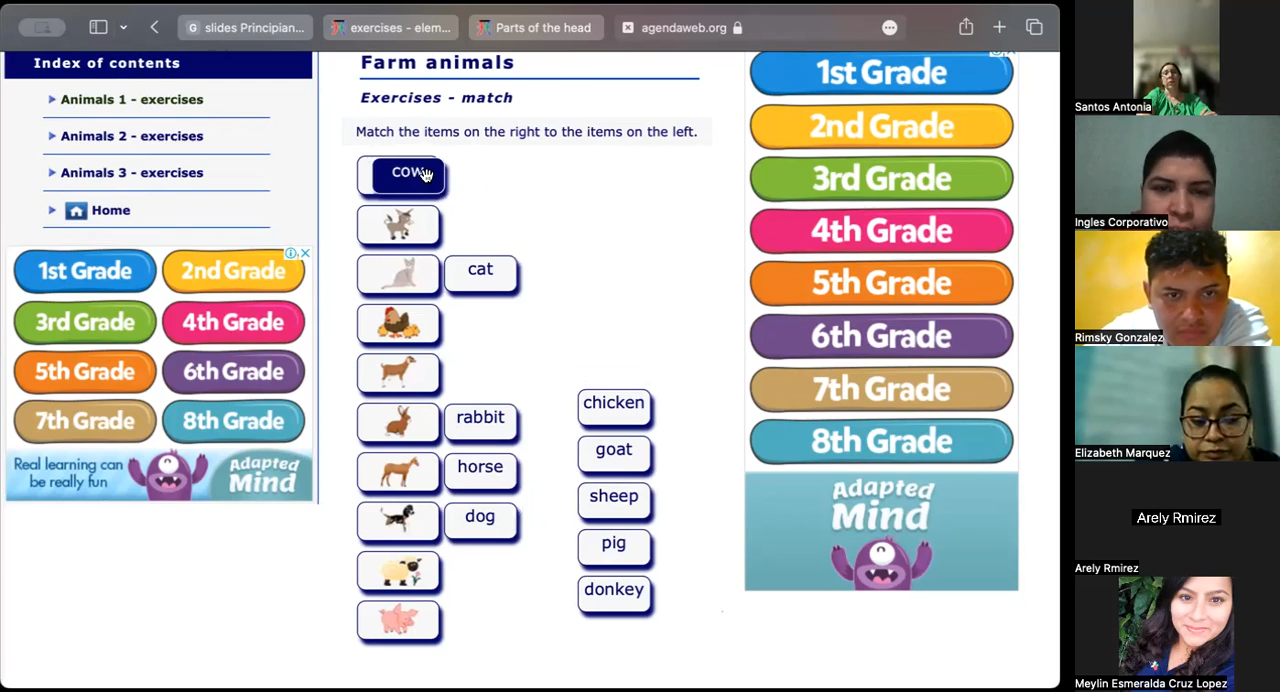 G slides Principian...
exercises - elem...
Parts of the head
agendaweb.org
Index of contents
Animals 1 - exercises
Animals 2 - exercises
Animals 3 - exercises
Home
1st Grade
2nd Grade
3rd Grade
4th Grade
5th Grade
6th Grade
7th Grade
8th Grade
Real learning can
be really fun
Adapted
Mind
Farm animals
Exercises - match
Match the items on the right to the items on the left.
cow
cat
rabbit
horse
dog
chicken
goat
sheep
pig
donkey
1st Grade
2nd Grade
3rd Grade
4th Grade
5th Grade
6th Grade
7th Grade
8th Grade
Adapted
Mind
Santos Antonia
Ingles Corporativo
Rimsky Gonzalez
Elizabeth Marquez
Arely Rmirez
Arely Rmirez
Meylin Esmeralda Cruz Lopez